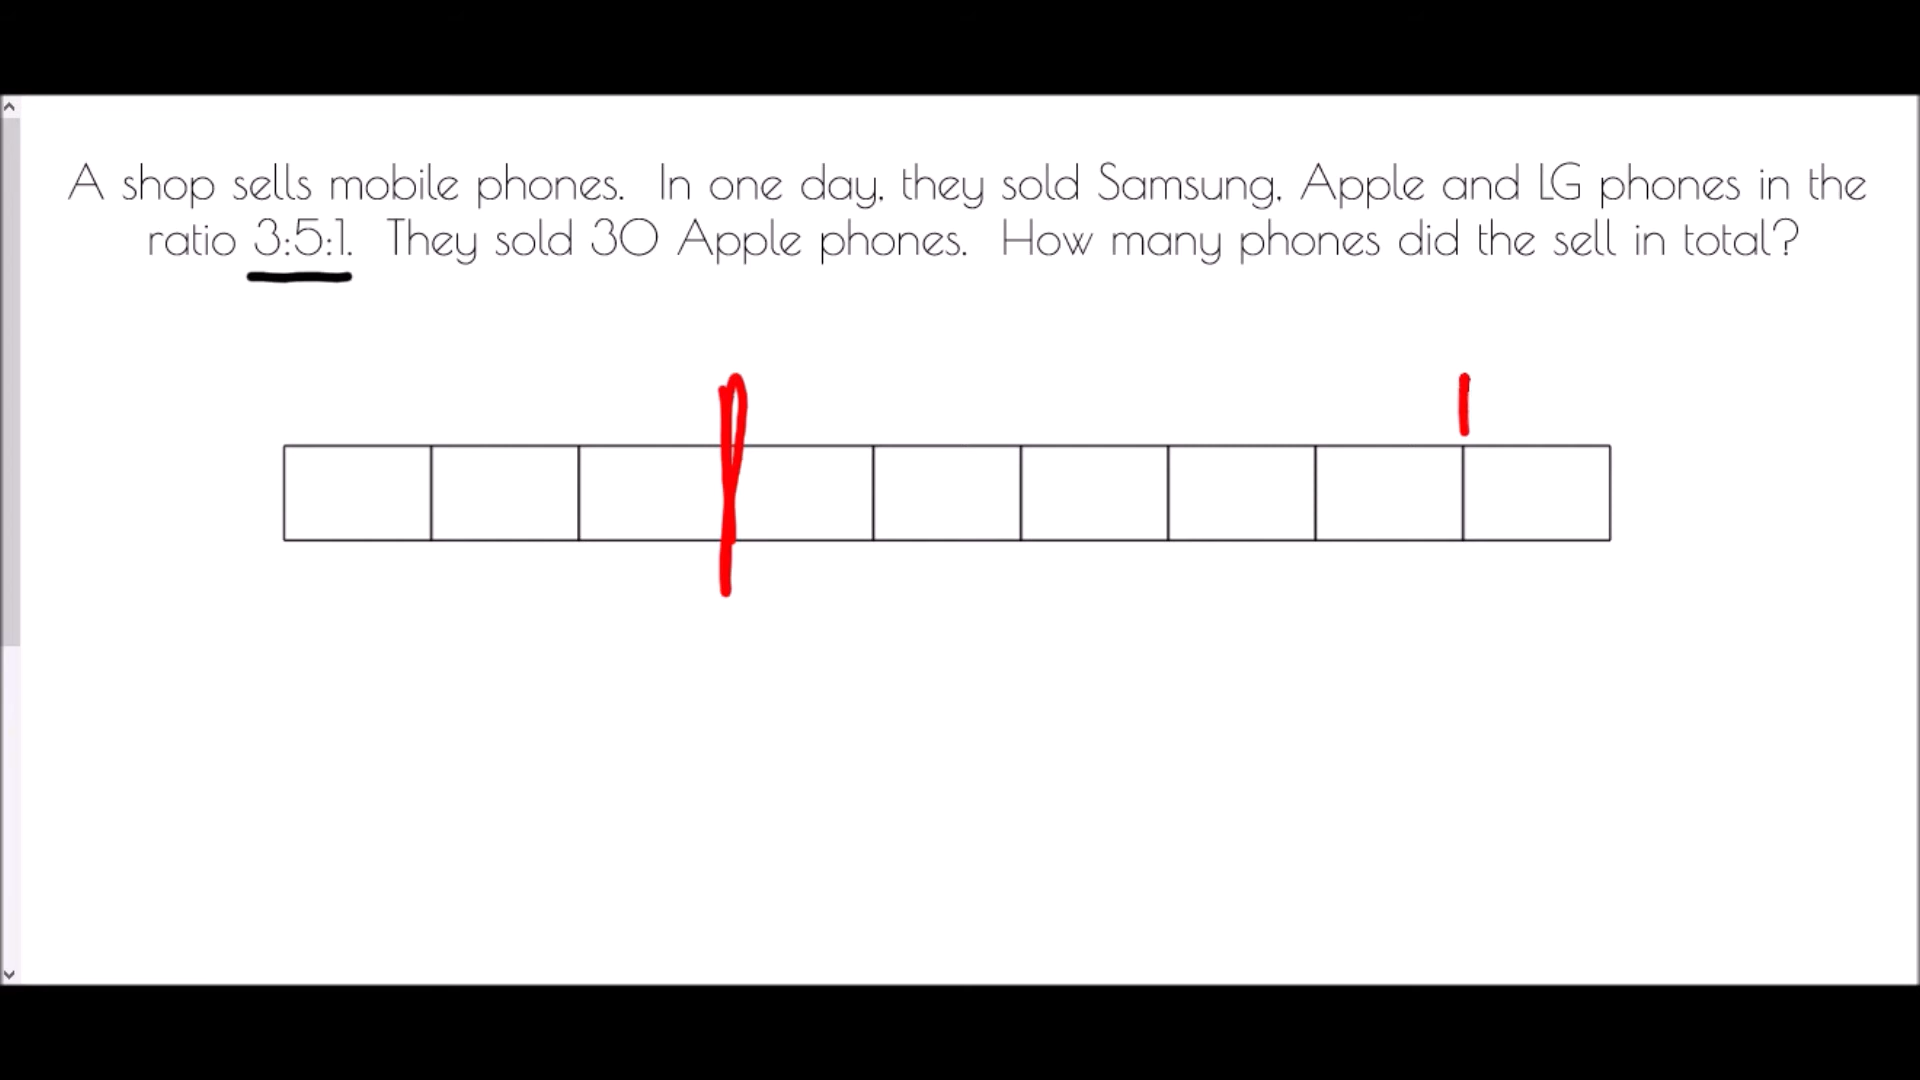 A shop sells mobile phones. In one day, they sold Samsung, Apple and LG phones in the
ratio 3:5:1. They sold 30 Apple phones. How many phones did the sell in total?